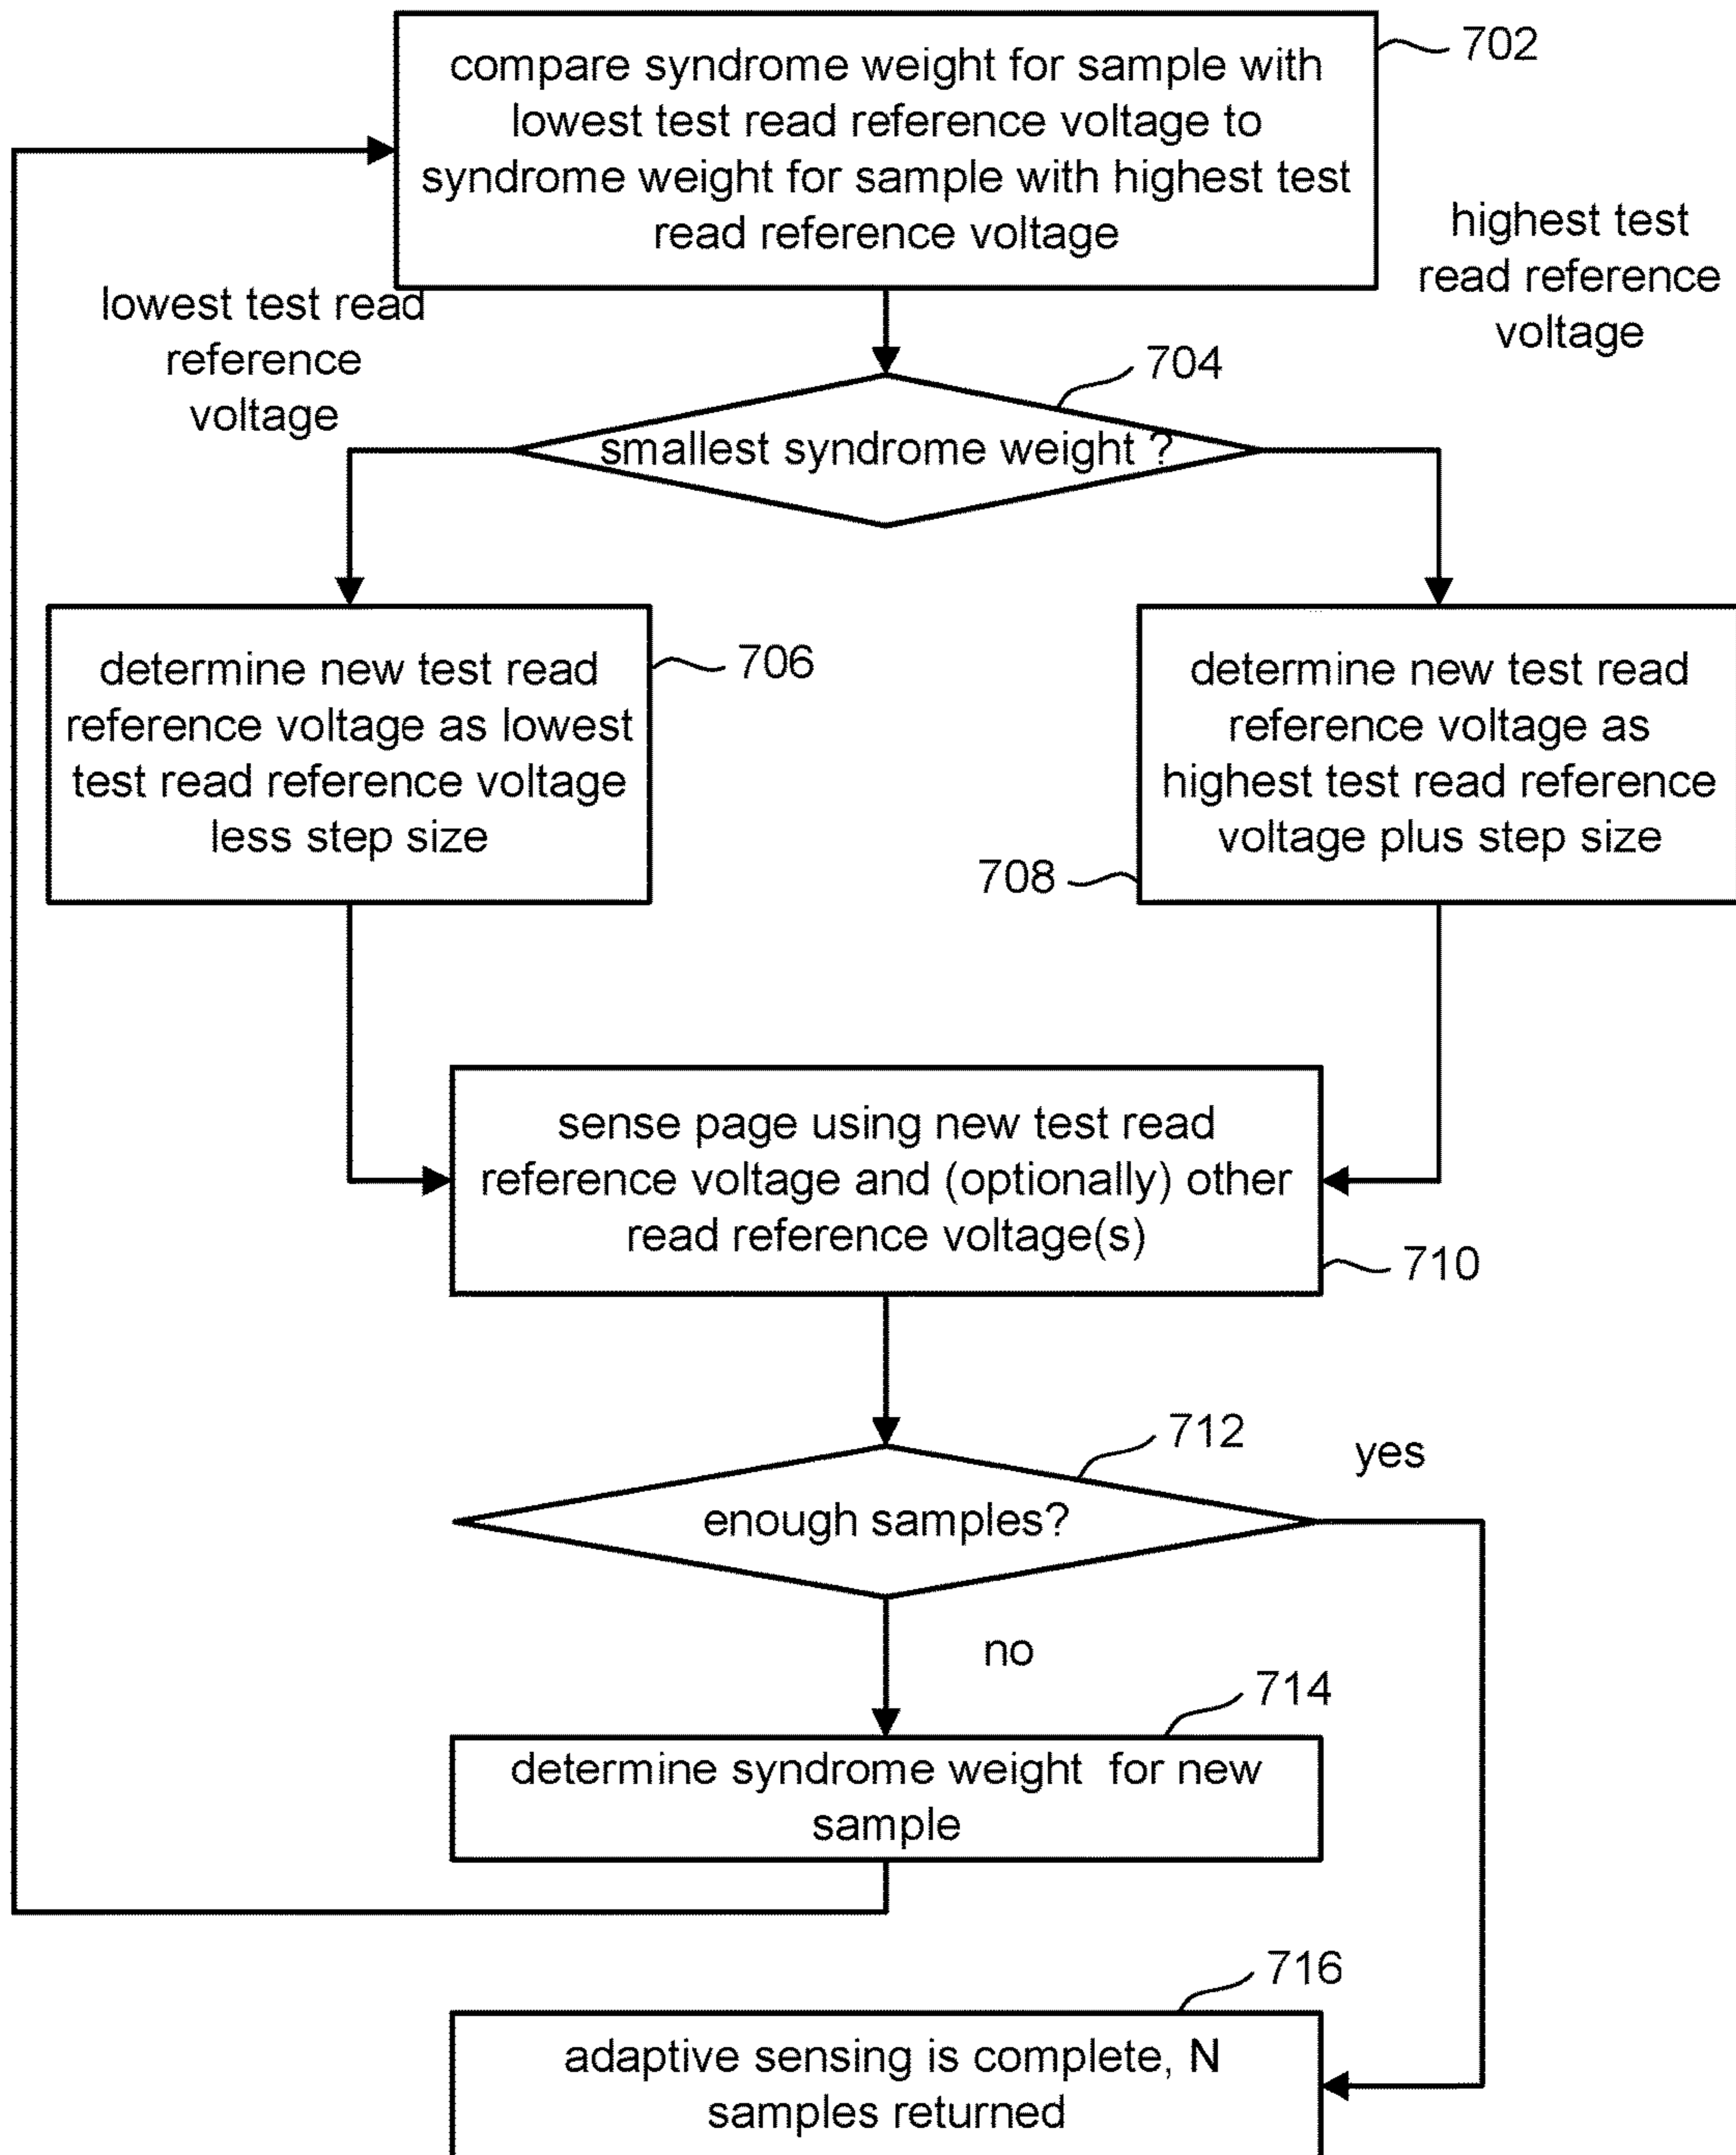 compare syndrome weight for sample with
lowest test read reference voltage to
syndrome weight for sample with highest test
read reference voltage
702
lowest test read
reference
voltage
highest test
read reference
voltage
704
smallest syndrome weight ?
determine new test read
reference voltage as lowest
test read reference voltage
less step size
706
determine new test read
reference voltage as
highest test read reference
voltage plus step size
708
sense page using new test read
reference voltage and (optionally) other
read reference voltage(s)
710
712
yes
enough samples?
no
714
determine syndrome weight for new
sample
716
adaptive sensing is complete, N
samples returned